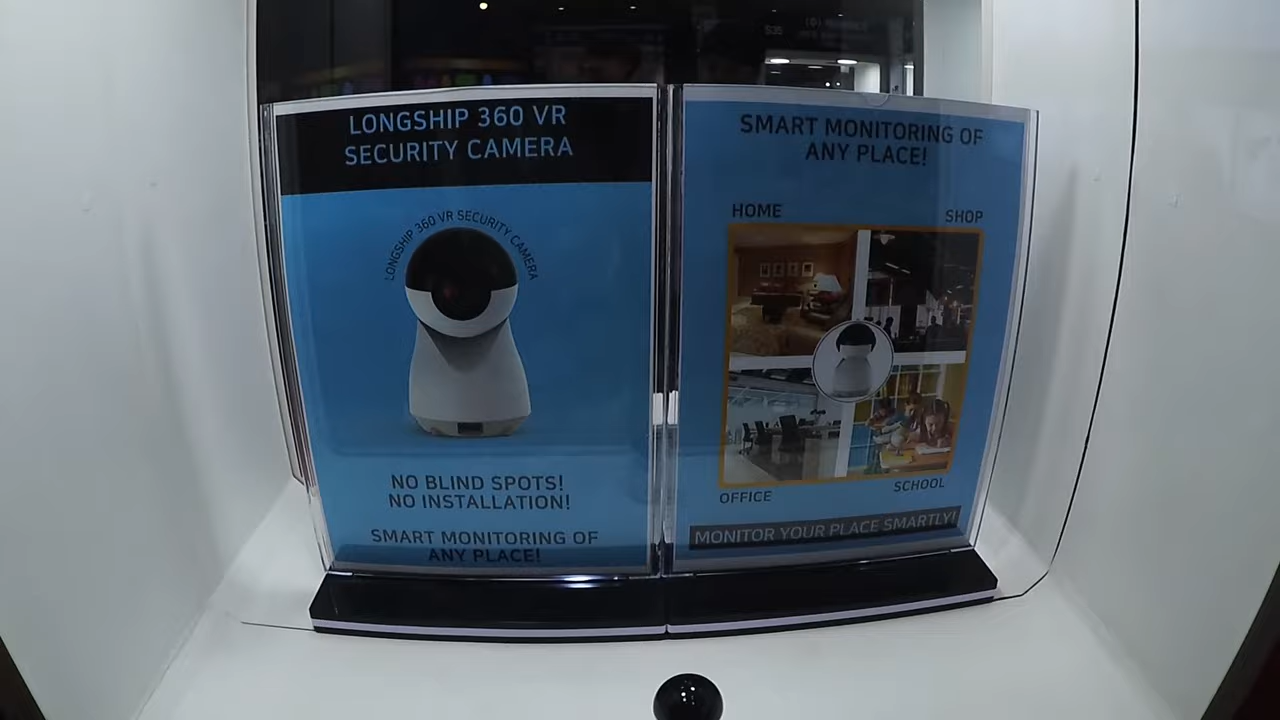 LONGSHIP 360 VR
SECURITY CAMERA
LONGSHIP 360 VR SECURITY CAMERA
NO BLIND SPOTS!
NO INSTALLATION!
SMART MONITORING OF
ANY PLACE!
SMART MONITORING OF
ANY PLACE!
HOME
SHOP
OFFICE
SCHOOL
MONITOR YOUR PLACE SMARTLY!
S35